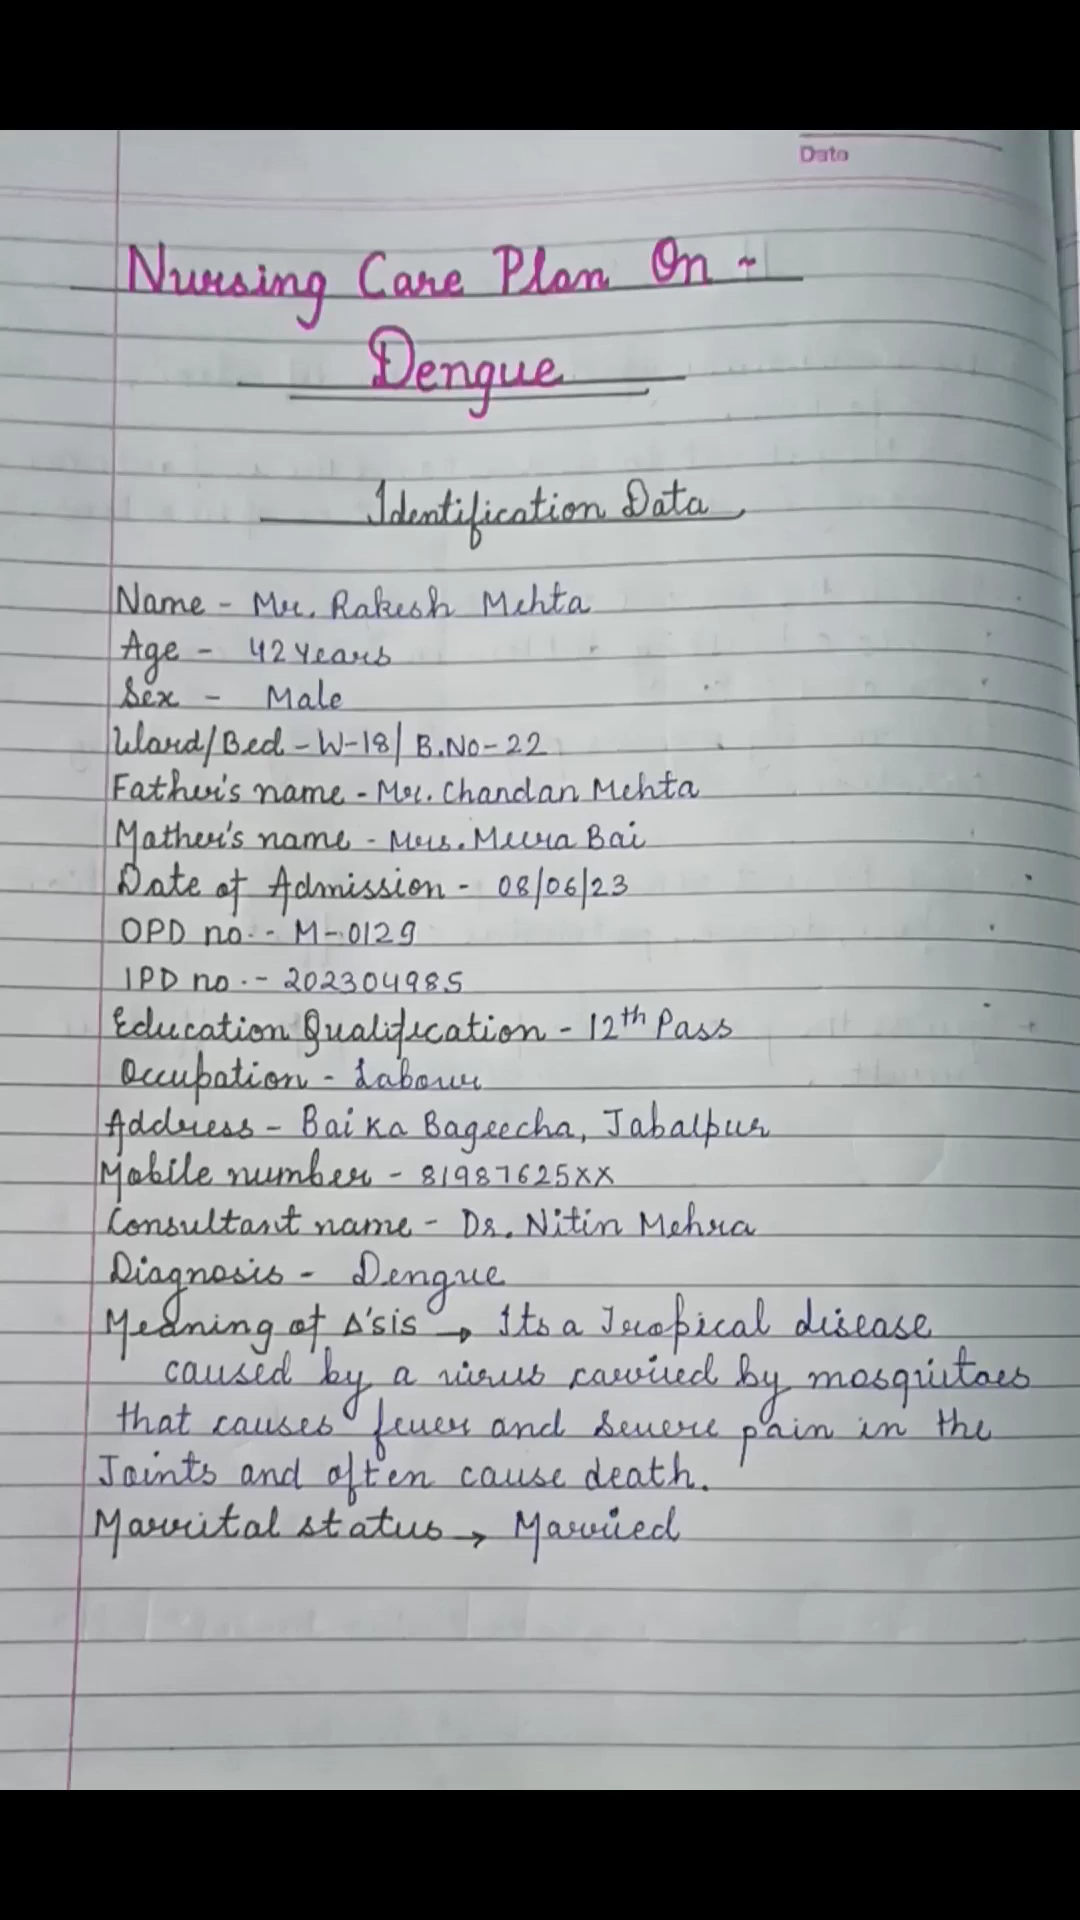 Date
Nursing Care Plan On -
Dengue
Identification Data
Name - Mr. Rakesh Mehta
Age - 42 years
Sex - Male
Ward/Bed - W-18/ B.No-22
Father's name - Mr. Chandan Mehta
Mather's name - Mrs. Meera Bai
Date of Admission - 08/06/23
OPD no. - M-0129
IPD no. - 202304985
Education Qualification - 12th Pass
Occupation - Labour
Address - Bai Ka Bageecha, Jabalpur
Mobile number - 81987625XX
Consultant name - Dr. Nitin Mehra
Diagnosis - Dengue
Meaning of Δ'sis → Its a Tropical disease
caused by a virus carried by mosquitoes
that causes fever and severe pain in the
Joints and often cause death.
Marrital status → Married